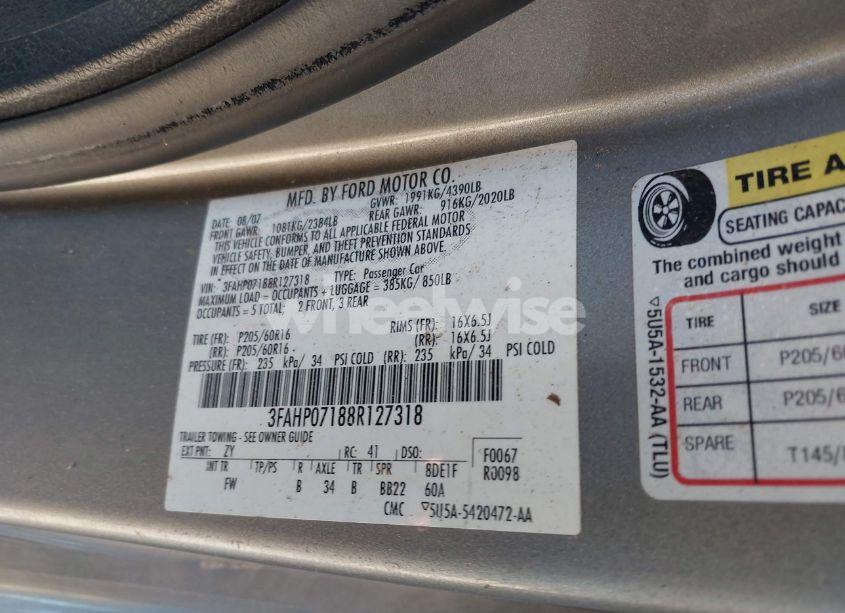 MFD. BY FORD MOTOR CO.
DATE: 08/07 GVWR: 1991KG/4390LB
FRONT GAWR: 1081KG/2384LB REAR GAWR: 916KG/2020LB
THIS VEHICLE CONFORMS TO ALL APPLICABLE FEDERAL MOTOR
VEHICLE SAFETY, BUMPER, AND THEFT PREVENTION STANDARDS
IN EFFECT ON THE DATE OF MANUFACTURE SHOWN ABOVE.
VIN: 3FAHP07188R127318 TYPE: Passenger Car
MAXIMUM LOAD = OCCUPANTS + LUGGAGE = 385KG/ 850LB
OCCUPANTS = 5 TOTAL: 2 FRONT, 3 REAR
TIRE (FR): P205/60R16 RIMS (FR): 16X6.5J
(RR): P205/60R16 (RR): 16X6.5J
PRESSURE (FR): 235 kPa/ 34 PSI COLD (RR): 235 kPa/ 34 PSI COLD
3FAHP07188R127318
TRAILER TOWING - SEE OWNER GUIDE
EXT PNT: ZY RC: 41 DSO: F0067
INT TR TP/PS R AXLE TR SPR 8DE1F R0098
FW B 34 B BB22 60A
CMC ▽5U5A-5420472-AA
wheelwise
TIRE A
SEATING CAPAC
The combined weight
and cargo should
TIRE SIZE
FRONT P205/60
REAR P205/6
SPARE T145/
▽5U5A-1532-AA (TLU)